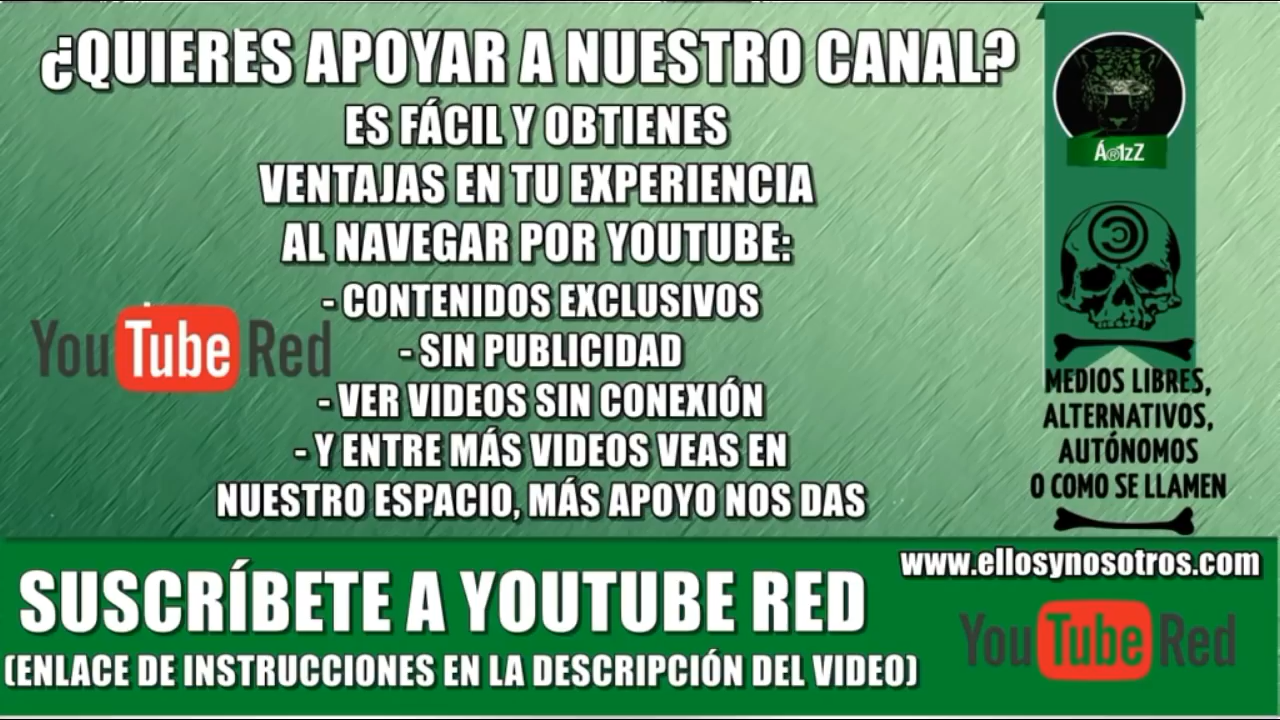 ¿QUIERES APOYAR A NUESTRO CANAL?
ES FÁCIL Y OBTIENES
VENTAJAS EN TU EXPERIENCIA
AL NAVEGAR POR YOUTUBE:
- CONTENIDOS EXCLUSIVOS
- SIN PUBLICIDAD
- VER VIDEOS SIN CONEXIÓN
- Y ENTRE MÁS VIDEOS VEAS EN
NUESTRO ESPACIO, MÁS APOYO NOS DAS
YouTube Red
Á®1zZ
MEDIOS LIBRES,
ALTERNATIVOS,
AUTÓNOMOS
O COMO SE LLAMEN
www.ellosynosotros.com
SUSCRÍBETE A YOUTUBE RED
(ENLACE DE INSTRUCCIONES EN LA DESCRIPCIÓN DEL VIDEO)
YouTube Red